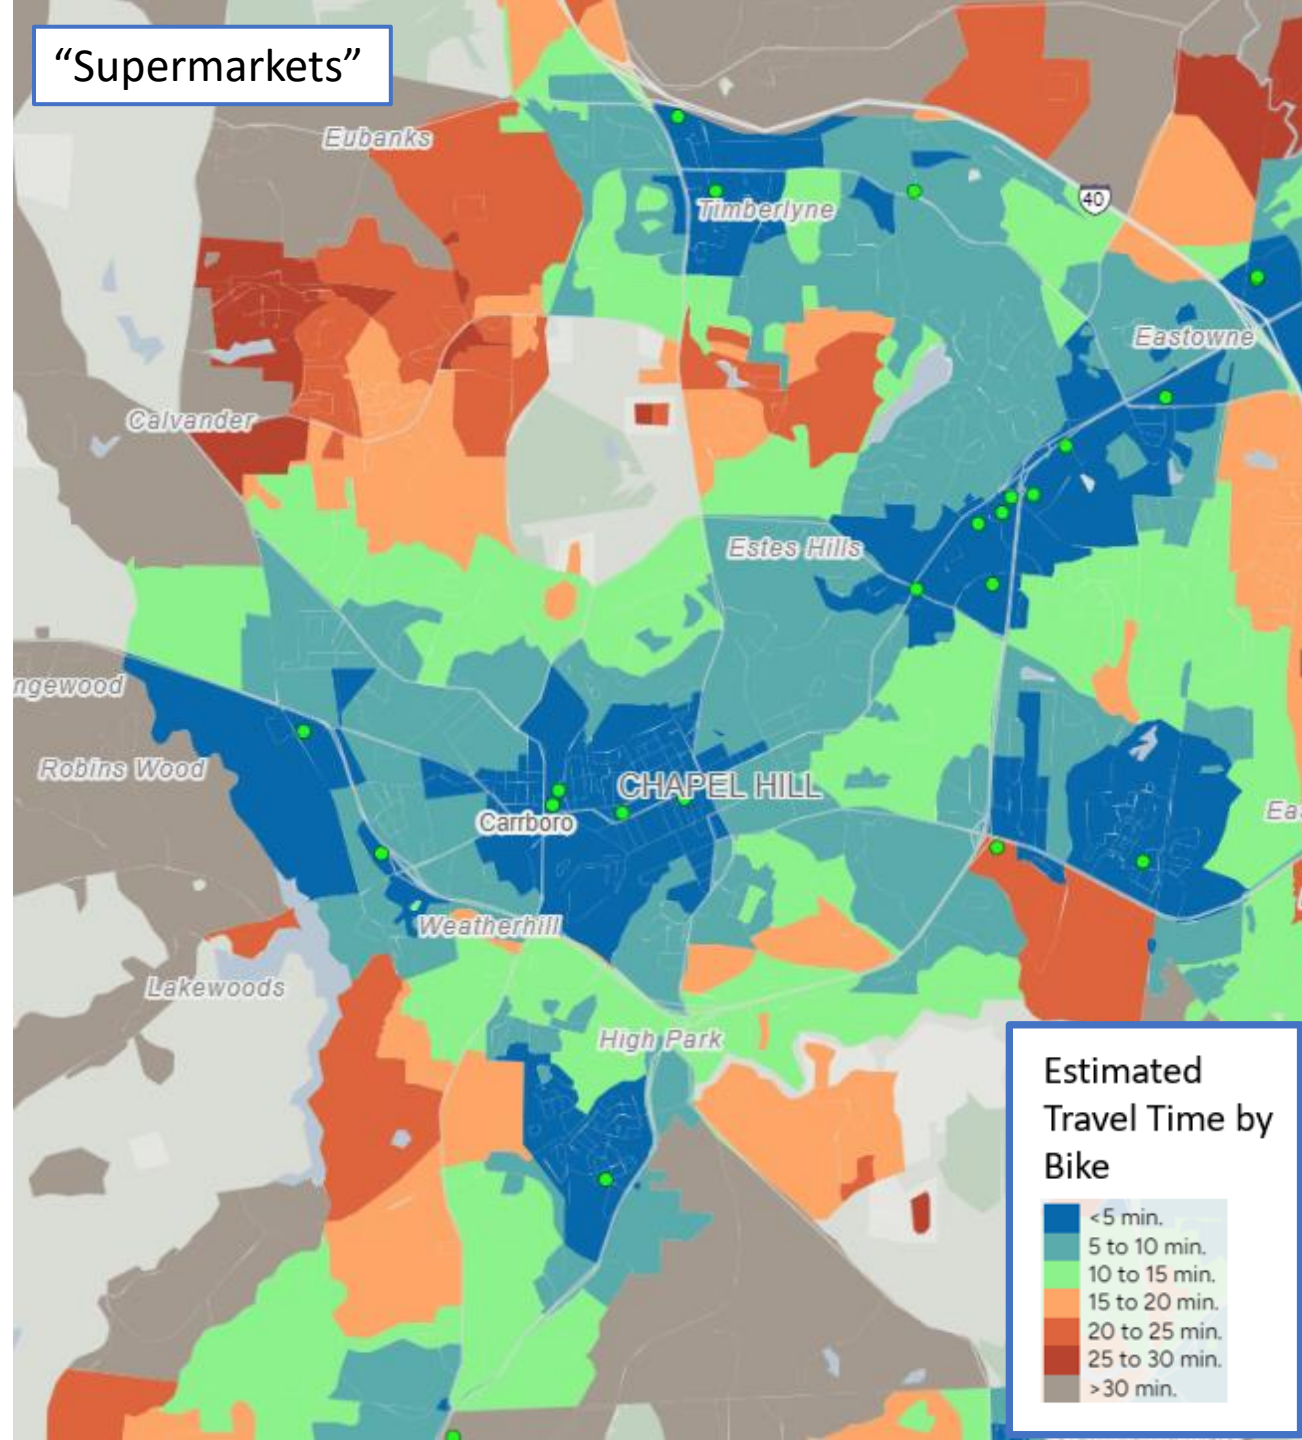 “Supermarkets”
Eubanks
Timberlyne
40
Eastowne
Calvander
Estes Hills
ngewood
Robins Wood
CHAPEL HILL
Carrboro
Ea
Weatherhill
Lakewoods
High Park
Estimated
Travel Time by
Bike
<5 min.
5 to 10 min.
10 to 15 min.
15 to 20 min.
20 to 25 min.
25 to 30 min.
>30 min.